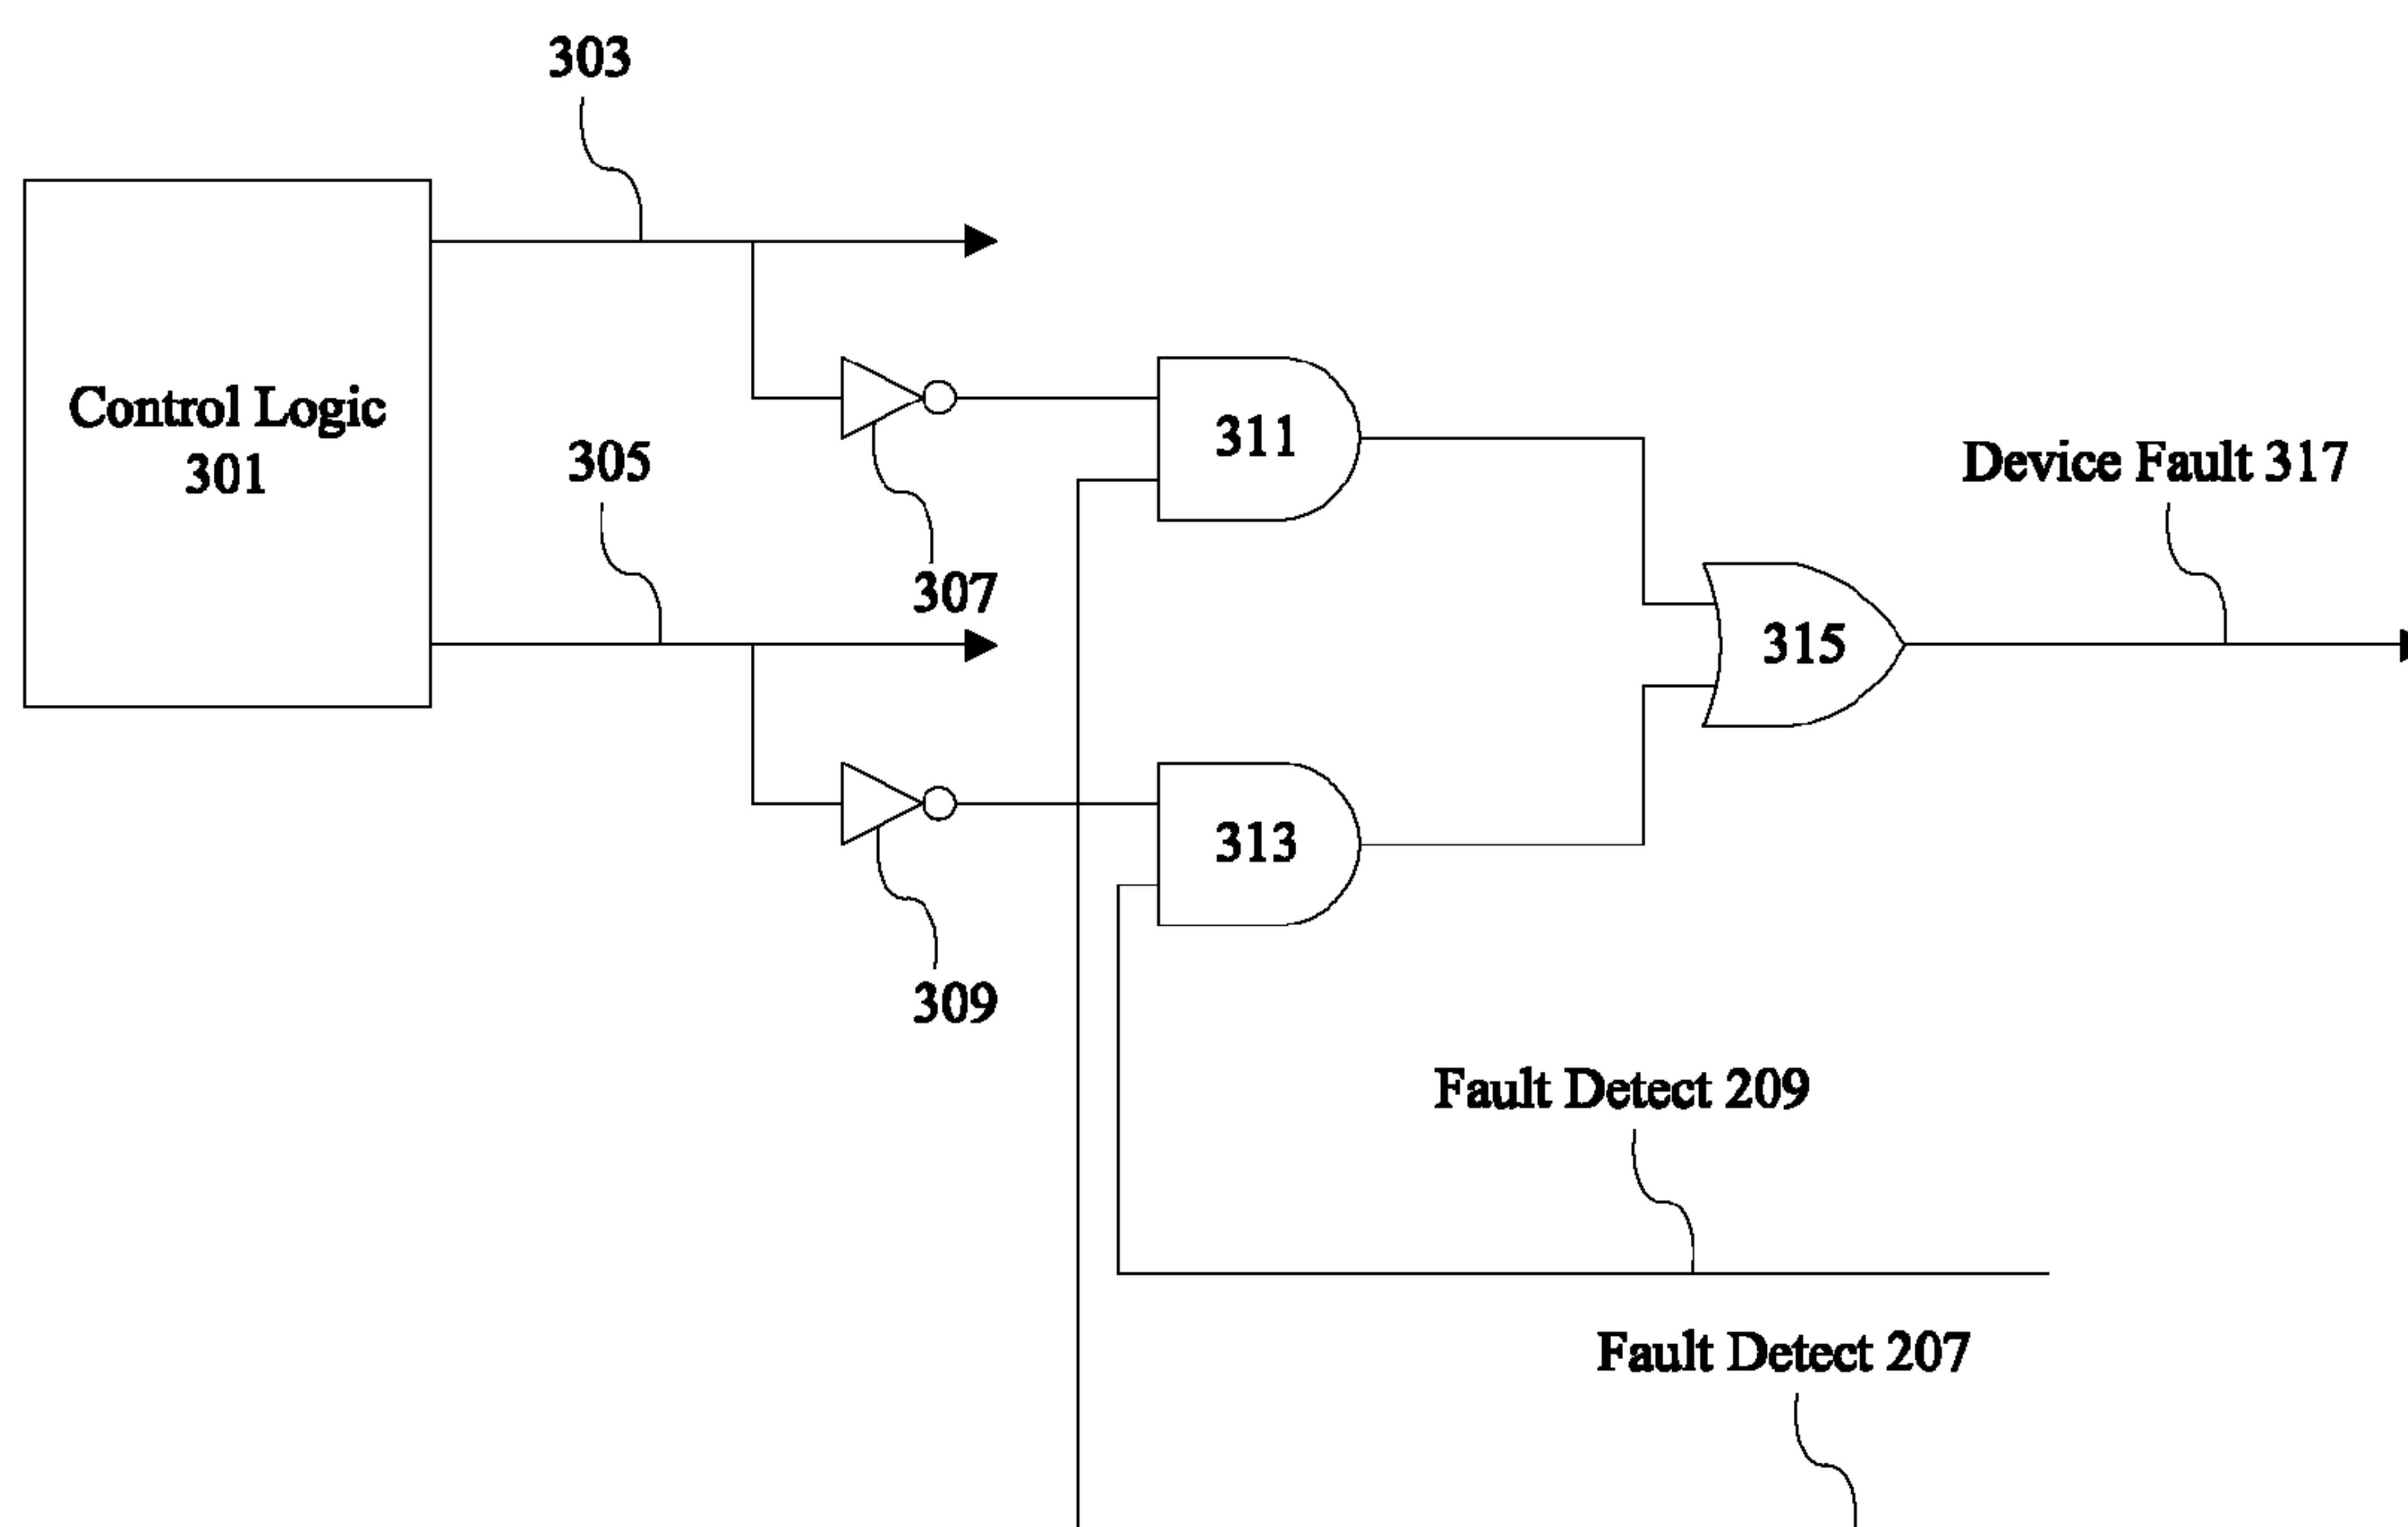 303
Control Logic
301
305
307
311
Device Fault 317
315
313
309
Fault Detect 209
Fault Detect 207